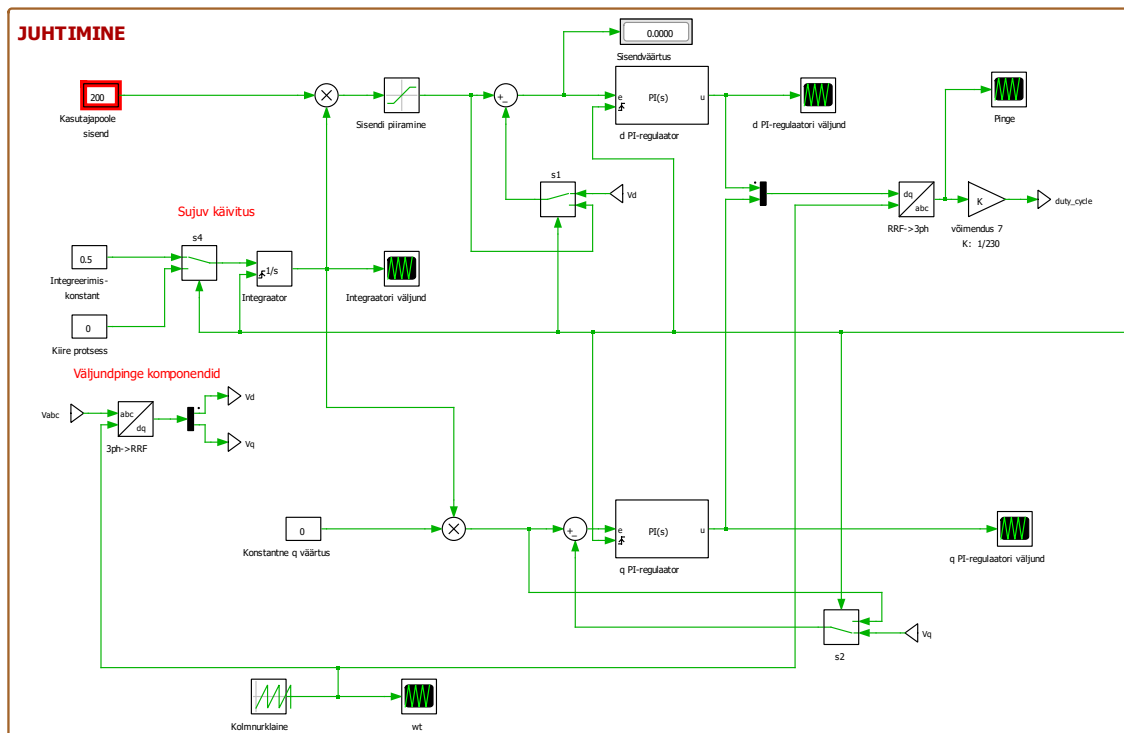 JUHTIMINE
0.0000
Sisendväärtus
200
Kasutajapoole
sisend
×
Sisendi piiramine
+
−
e
PI(s)
u
d PI-regulaator
d PI-regulaatori väljund
Pinge
s1
Vd
dq
abc
RRF->3ph
K
võimendus 7
K: 1/230
duty_cycle
Sujuv käivitus
s4
0.5
Integreerimis-
konstant
1/s
Integraator
Integraatori väljund
0
Kiire protsess
Väljundpinge komponendid
Vabc
abc
dq
3ph->RRF
Vd
Vq
0
Konstantne q väärtus
×
+
−
e
PI(s)
u
q PI-regulaator
q PI-regulaatori väljund
s2
Vq
Kolmnurklaine
wt